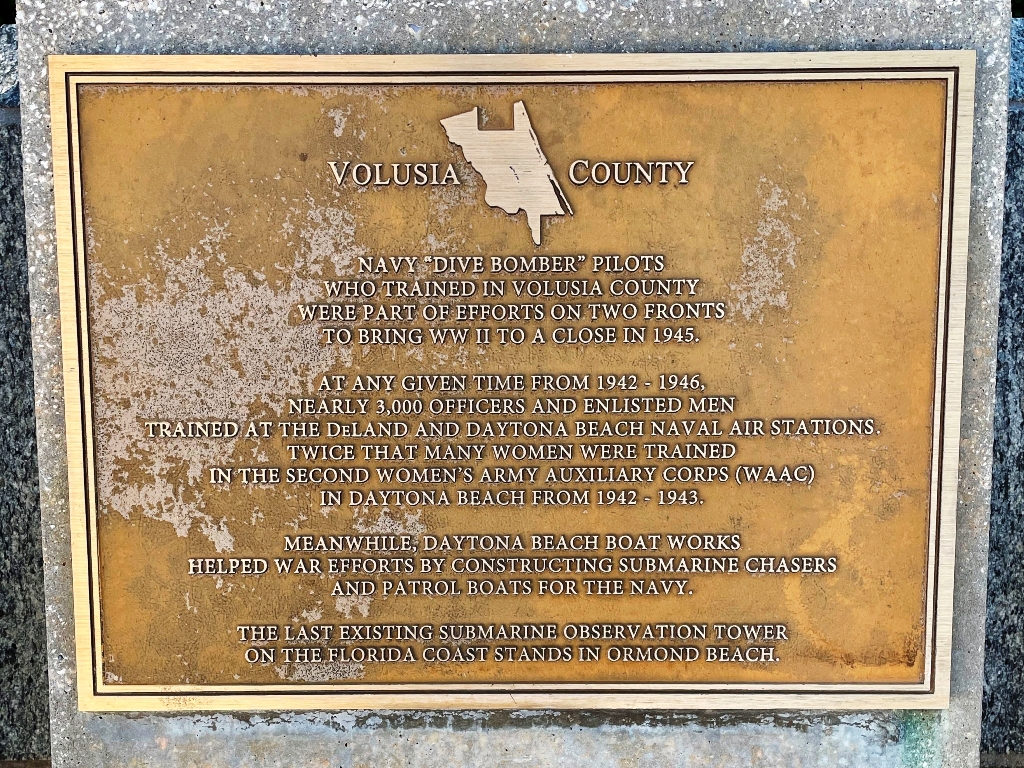 VOLUSIA COUNTY
NAVY “DIVE BOMBER” PILOTS
WHO TRAINED IN VOLUSIA COUNTY
WERE PART OF EFFORTS ON TWO FRONTS
TO BRING WW II TO A CLOSE IN 1945.
AT ANY GIVEN TIME FROM 1942 - 1946,
NEARLY 3,000 OFFICERS AND ENLISTED MEN
TRAINED AT THE DeLAND AND DAYTONA BEACH NAVAL AIR STATIONS.
TWICE THAT MANY WOMEN WERE TRAINED
IN THE SECOND WOMEN'S ARMY AUXILIARY CORPS (WAAC)
IN DAYTONA BEACH FROM 1942 - 1943.
MEANWHILE, DAYTONA BEACH BOAT WORKS
HELPED WAR EFFORTS BY CONSTRUCTING SUBMARINE CHASERS
AND PATROL BOATS FOR THE NAVY.
THE LAST EXISTING SUBMARINE OBSERVATION TOWER
ON THE FLORIDA COAST STANDS IN ORMOND BEACH.